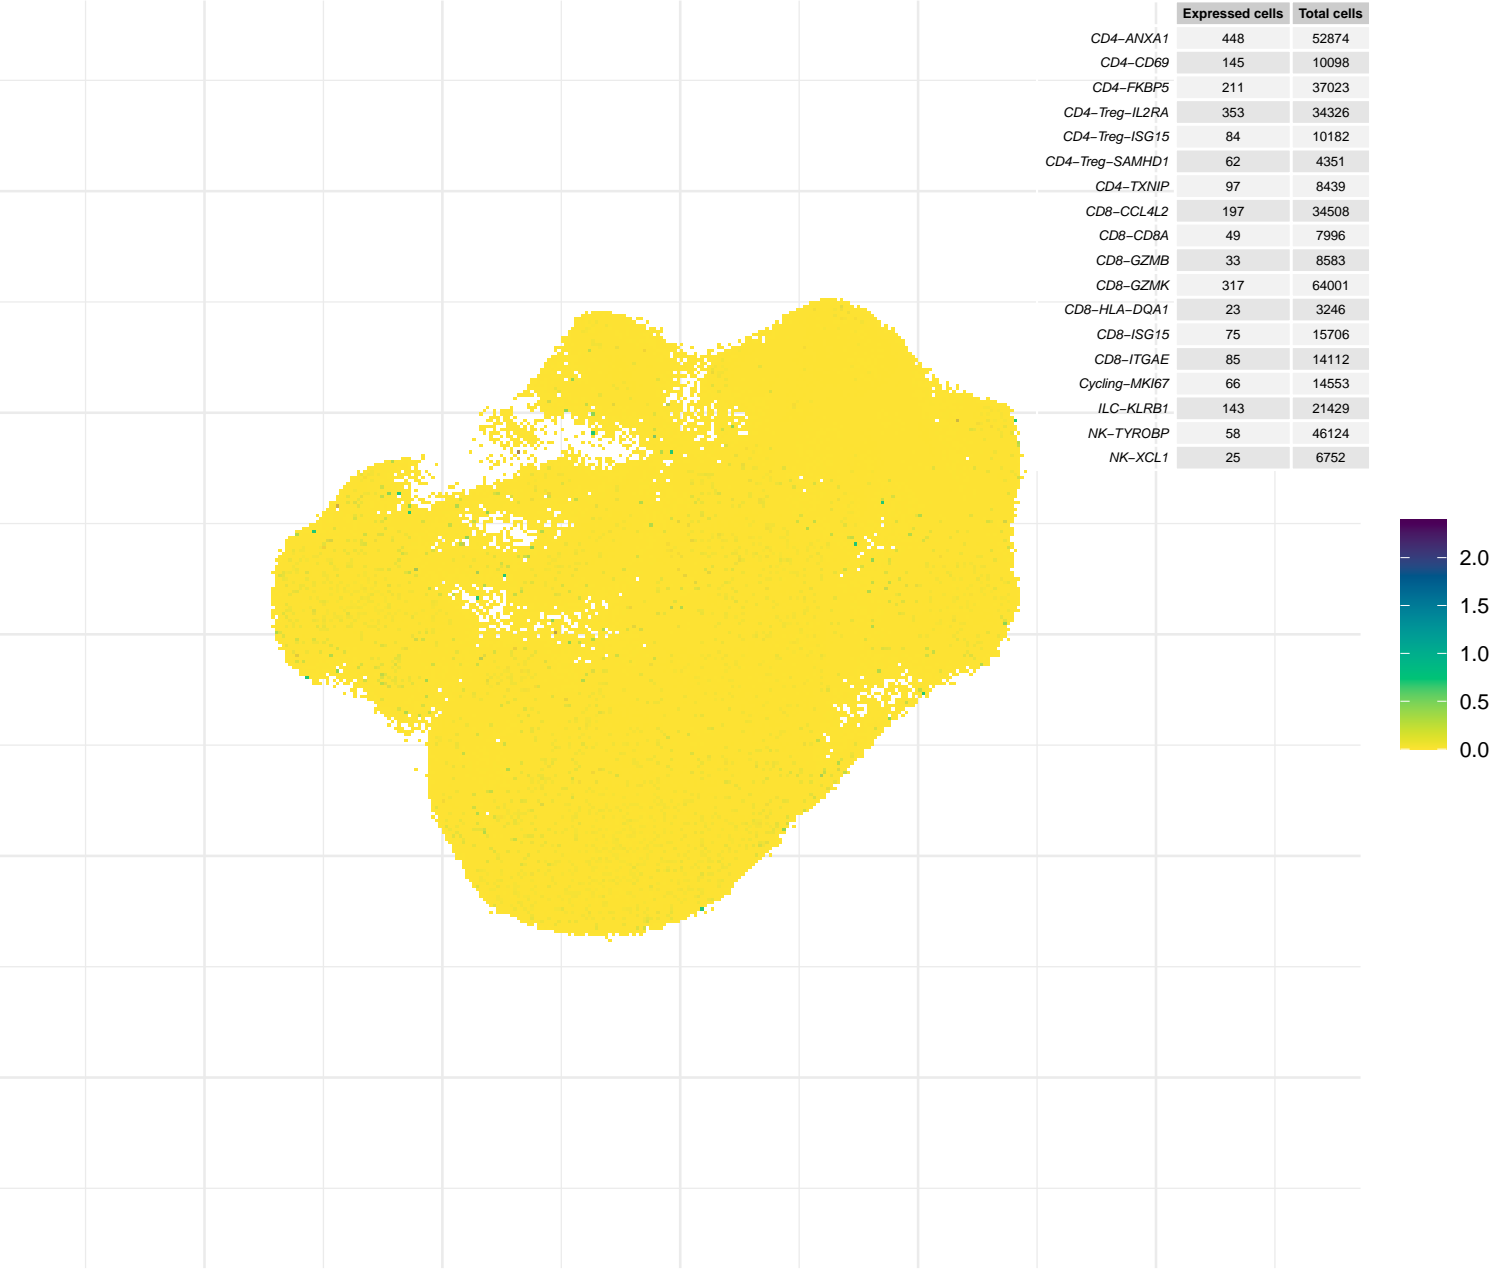 Expressed cells Total cells
CD4−ANXA1 448 52874
CD4−CD69 145 10098
CD4−FKBP5 211 37023
CD4−Treg−IL2RA 353 34326
CD4−Treg−ISG15 84 10182
CD4−Treg−SAMHD1 62 4351
CD4−TXNIP 97 8439
CD8−CCL4L2 197 34508
CD8−CD8A 49 7996
CD8−GZMB 33 8583
CD8−GZMK 317 64001
CD8−HLA−DQA1 23 3246
CD8−ISG15 75 15706
CD8−ITGAE 85 14112
Cycling−MKI67 66 14553
ILC−KLRB1 143 21429
NK−TYROBP 58 46124
NK−XCL1 25 6752
2.0
1.5
1.0
0.5
0.0